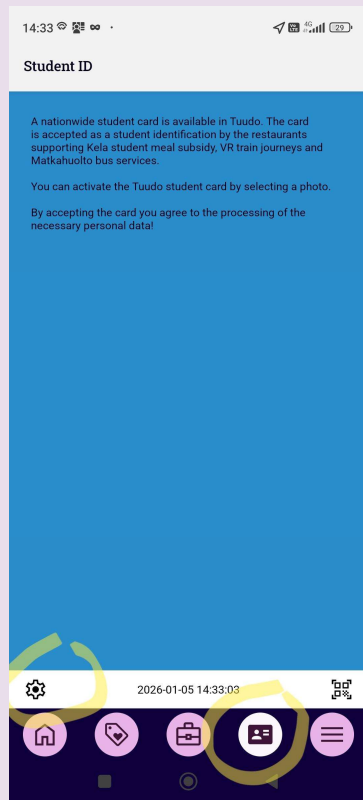 14:33
4G
29
Student ID
A nationwide student card is available in Tuudo. The card
is accepted as a student identification by the restaurants
supporting Kela student meal subsidy, VR train journeys and
Matkahuolto bus services.
You can activate the Tuudo student card by selecting a photo.
By accepting the card you agree to the processing of the
necessary personal data!
2026-01-05 14:33:03